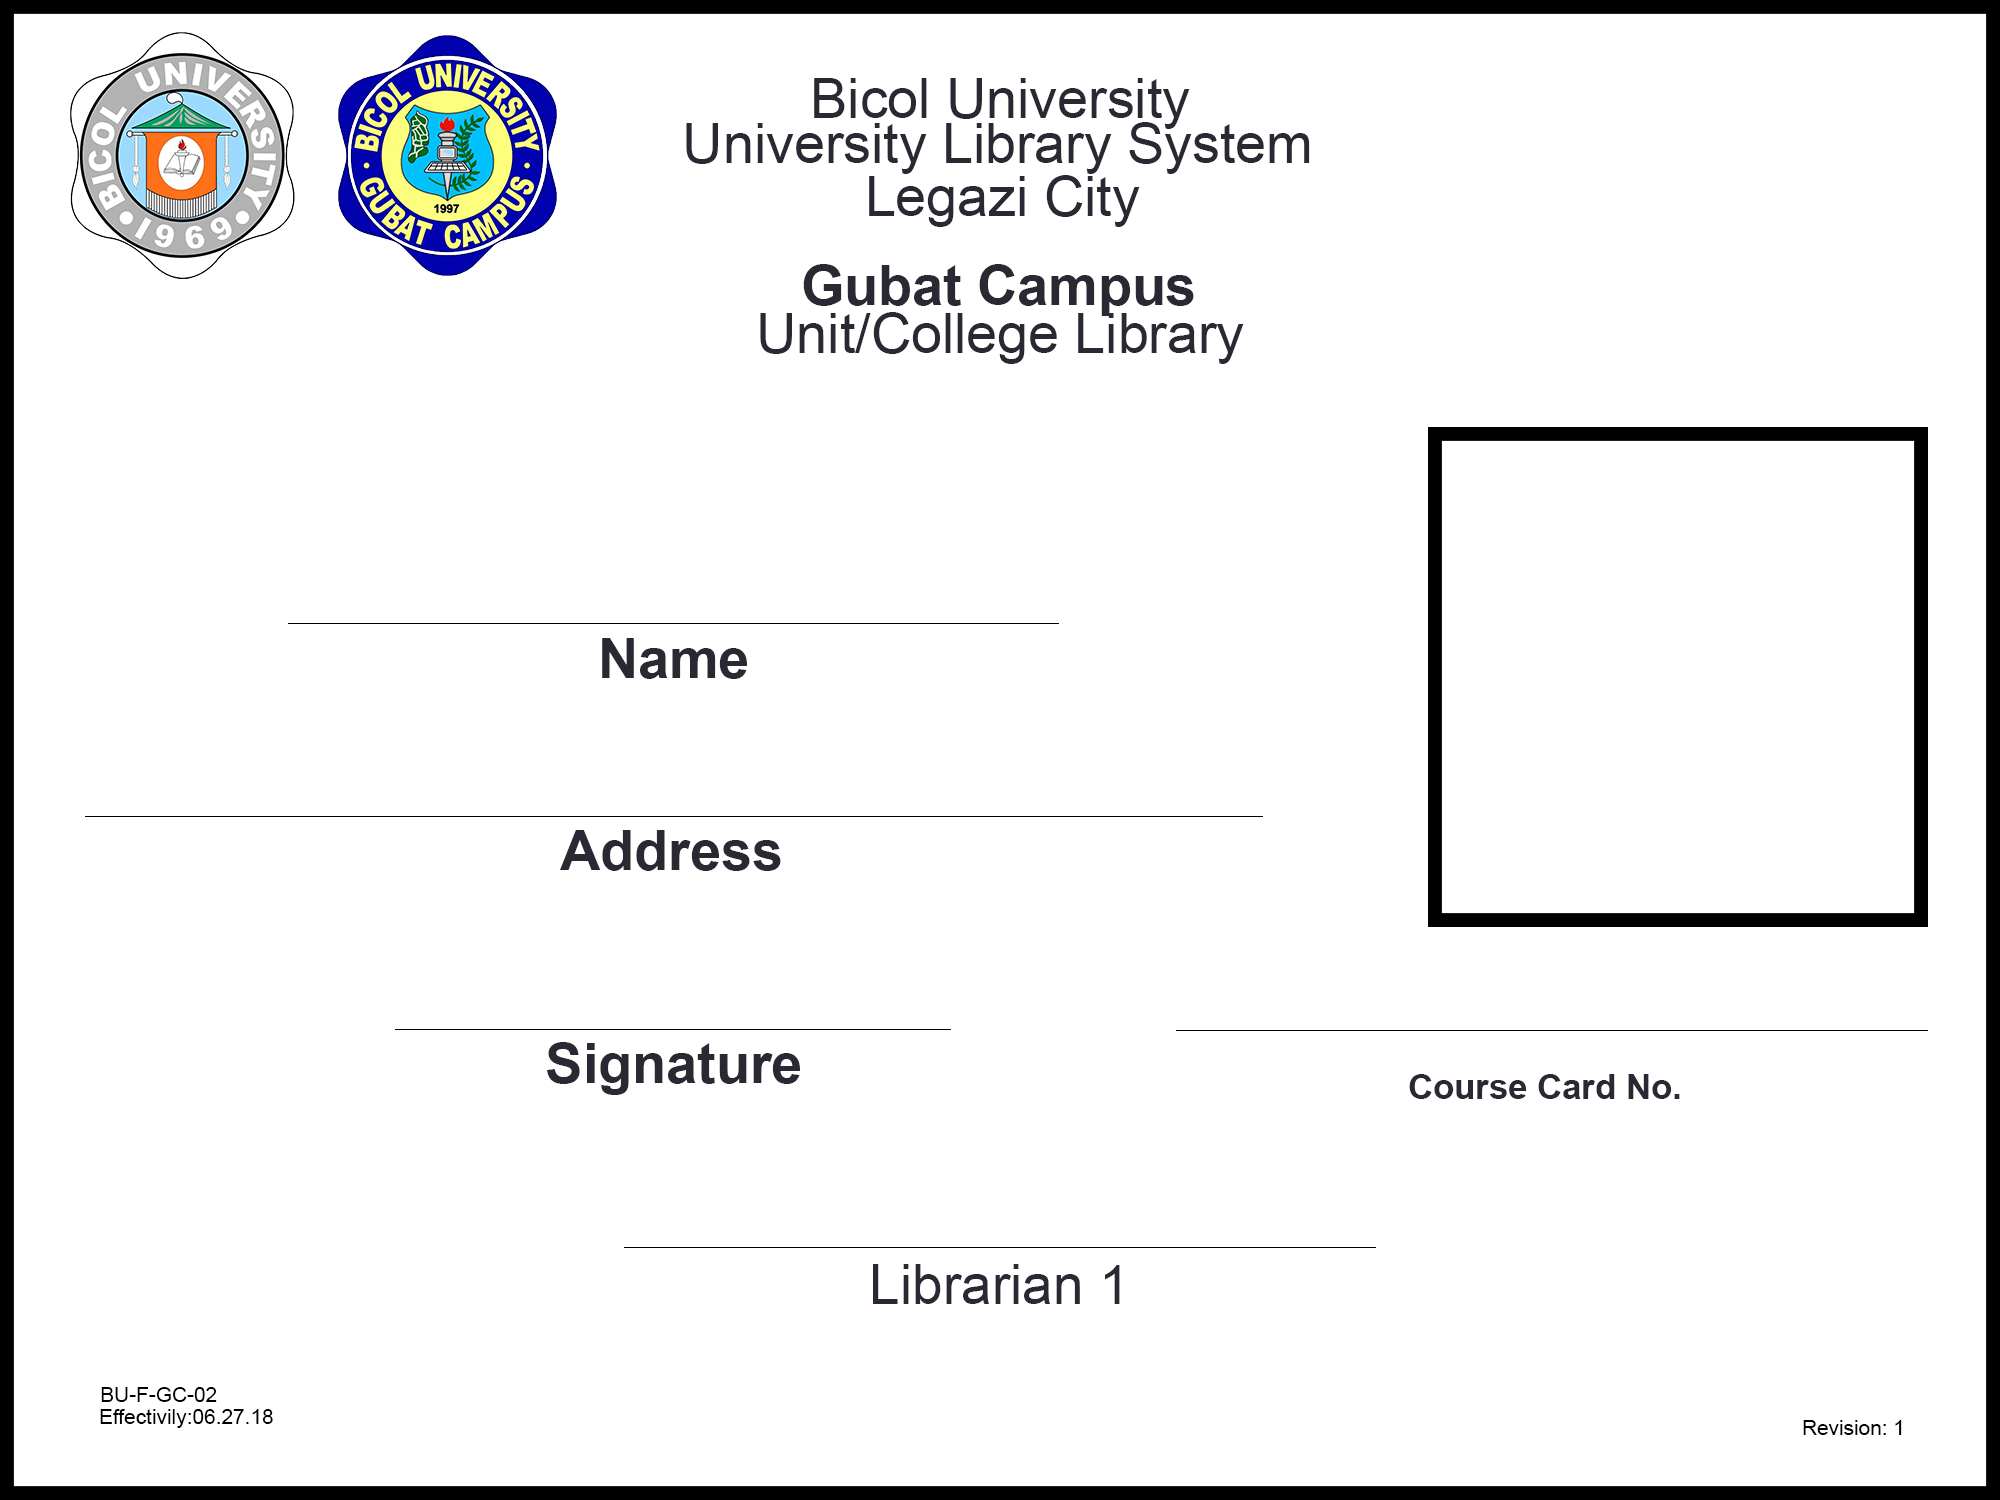 BICOL UNIVERSITY
• 1969 •
BICOL UNIVERSITY
1997
• GUBAT CAMPUS •
Bicol University
University Library System
Legazi City
Gubat Campus
Unit/College Library
Name
Address
Signature
Course Card No.
Librarian 1
BU-F-GC-02
Effectivily:06.27.18
Revision: 1